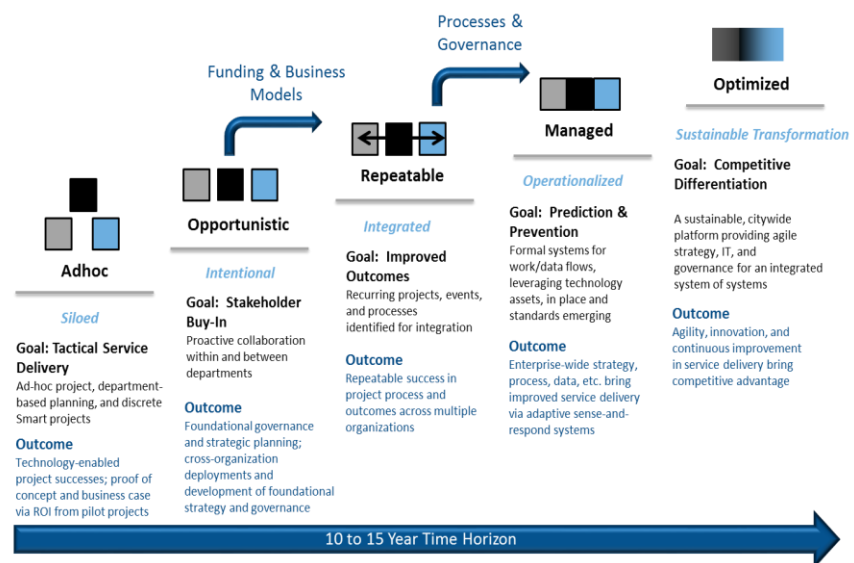 Adhoc
Siloed
Goal: Tactical Service
Delivery
Ad-hoc project, department-
based planning, and discrete
Smart projects
Outcome
Technology-enabled
project successes; proof of
concept and business case
via ROI from pilot projects
Funding & Business
Models
Opportunistic
Intentional
Goal: Stakeholder
Buy-In
Proactive collaboration
within and between
departments
Outcome
Foundational governance
and strategic planning;
cross-organization
deployments and
development of foundational
strategy and governance
Repeatable
Integrated
Goal: Improved
Outcomes
Recurring projects, events,
and processes
identified for integration
Outcome
Repeatable success in
project process and
outcomes across multiple
organizations
Processes &
Governance
Managed
Operationalized
Goal: Prediction &
Prevention
Formal systems for
work/data flows,
leveraging technology
assets, in place and
standards emerging
Outcome
Enterprise-wide strategy,
process, data, etc. bring
improved service delivery
via adaptive sense-and-
respond systems
Optimized
Sustainable Transformation
Goal: Competitive
Differentiation
A sustainable, citywide
platform providing agile
strategy, IT, and
governance for an integrated
system of systems
Outcome
Agility, innovation, and
continuous improvement
in service delivery bring
competitive advantage
10 to 15 Year Time Horizon